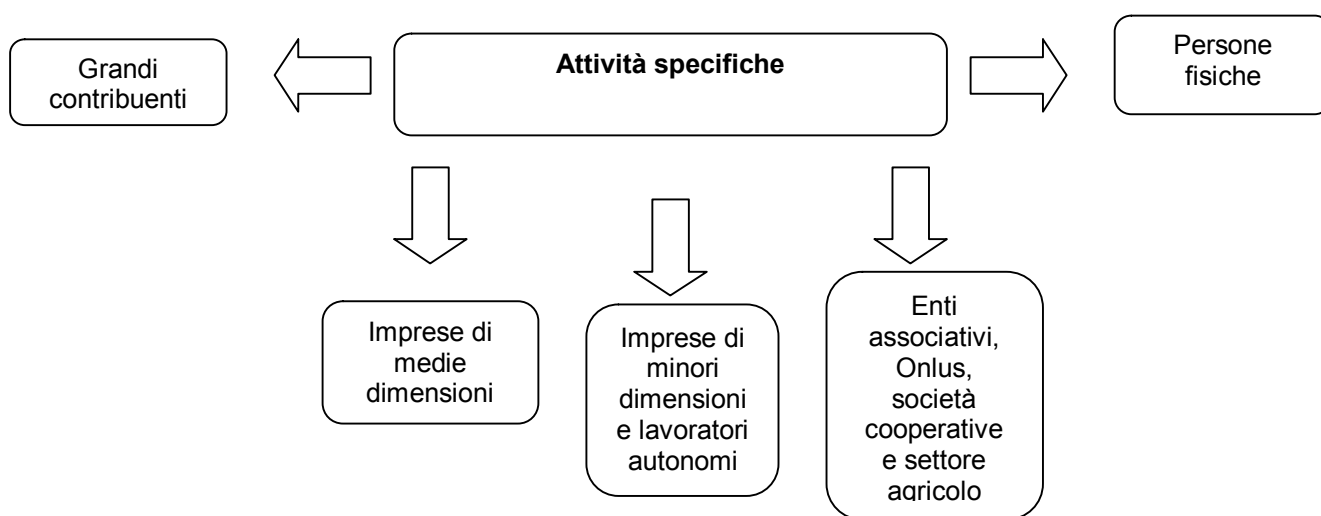 Grandi
contribuenti
Attività specifiche
Persone
fisiche
Imprese di
medie
dimensioni
Imprese di
minori
dimensioni
e lavoratori
autonomi
Enti
associativi,
Onlus,
società
cooperative
e settore
agricolo